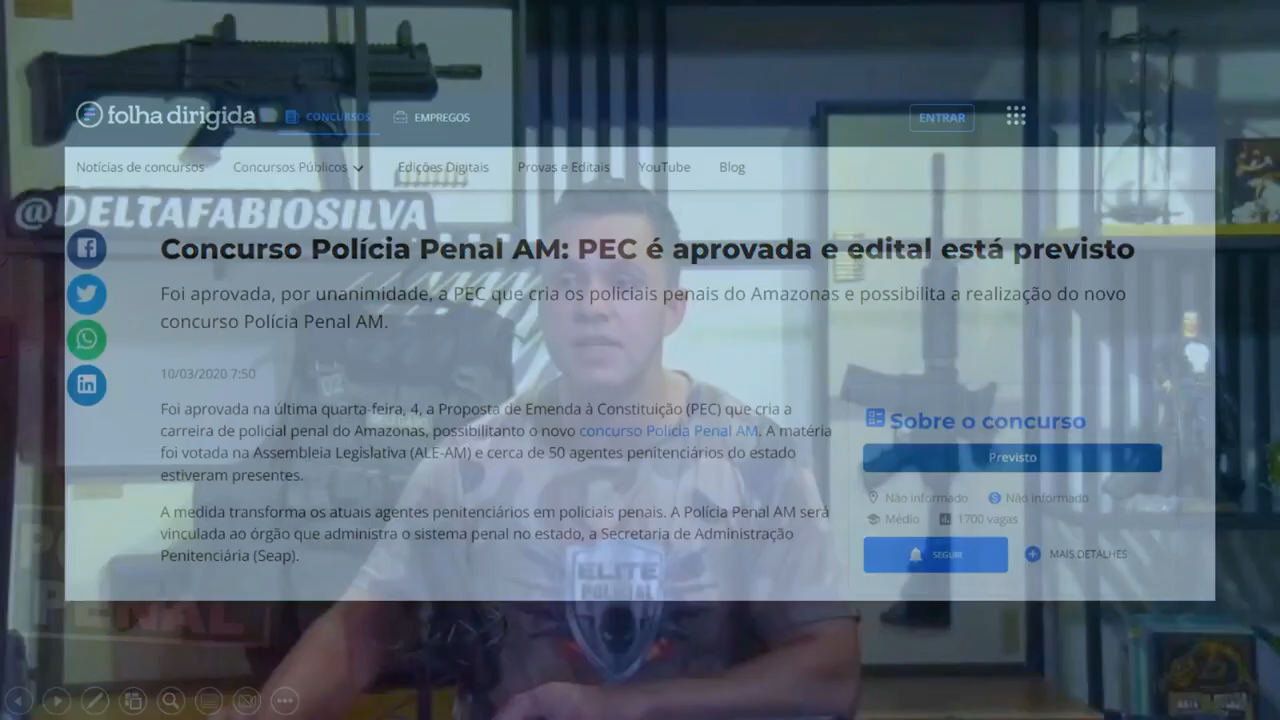 folha dirigida
CONCURSOS
EMPREGOS
ENTRAR
Notícias de concursos
Concursos Públicos
Edições Digitais
Provas e Editais
YouTube
Blog
@DELTAFABIOSILVA
Concurso Polícia Penal AM: PEC é aprovada e edital está previsto
Foi aprovada, por unanimidade, a PEC que cria os policiais penais do Amazonas e possibilita a realização do novo
concurso Polícia Penal AM.
10/03/2020 7:50
Foi aprovada na última quarta-feira, 4, a Proposta de Emenda à Constituição (PEC) que cria a
carreira de policial penal do Amazonas, possibilitanto o novo concurso Polícia Penal AM. A matéria
foi votada na Assembleia Legislativa (ALE-AM) e cerca de 50 agentes penitenciários do estado
estiveram presentes.
A medida transforma os atuais agentes penitenciários em policiais penais. A Polícia Penal AM será
vinculada ao órgão que administra o sistema penal no estado, a Secretaria de Administração
Penitenciária (Seap).
Sobre o concurso
Previsto
Não informado
Não informado
Médio
1700 vagas
SEGUIR
MAIS DETALHES
ELITE
POLICIAL
PENAL